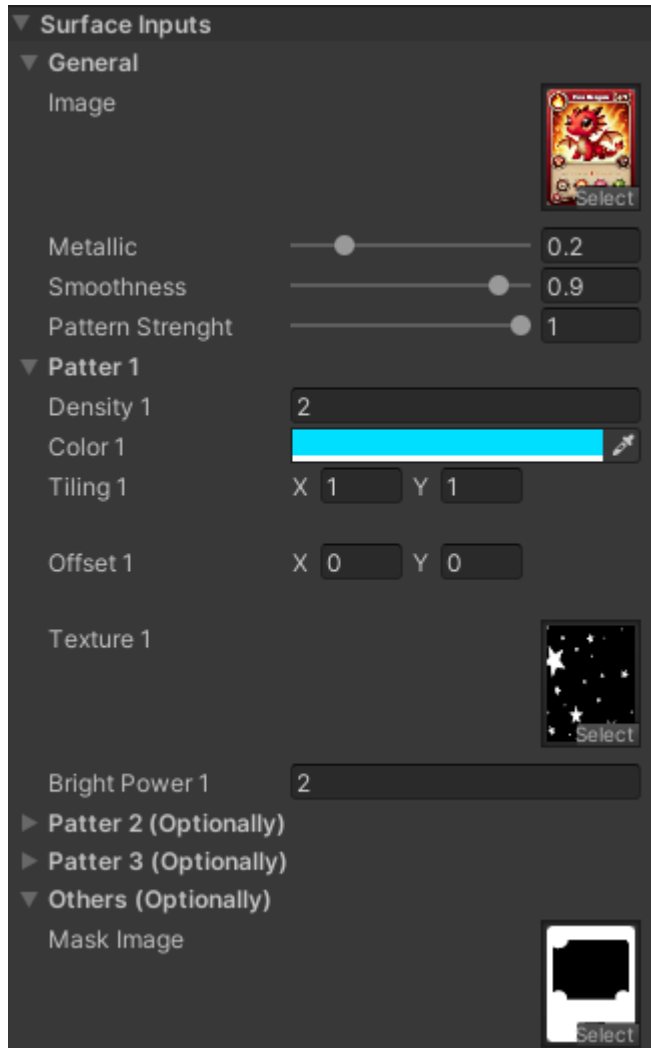 Surface Inputs
General
Image
Fire Dragon
Select
Metallic 0.2
Smoothness 0.9
Pattern Strenght 1
Patter 1
Density 1 2
Color 1
Tiling 1 X 1 Y 1
Offset 1 X 0 Y 0
Texture 1
Select
Bright Power 1 2
Patter 2 (Optionally)
Patter 3 (Optionally)
Others (Optionally)
Mask Image
Select